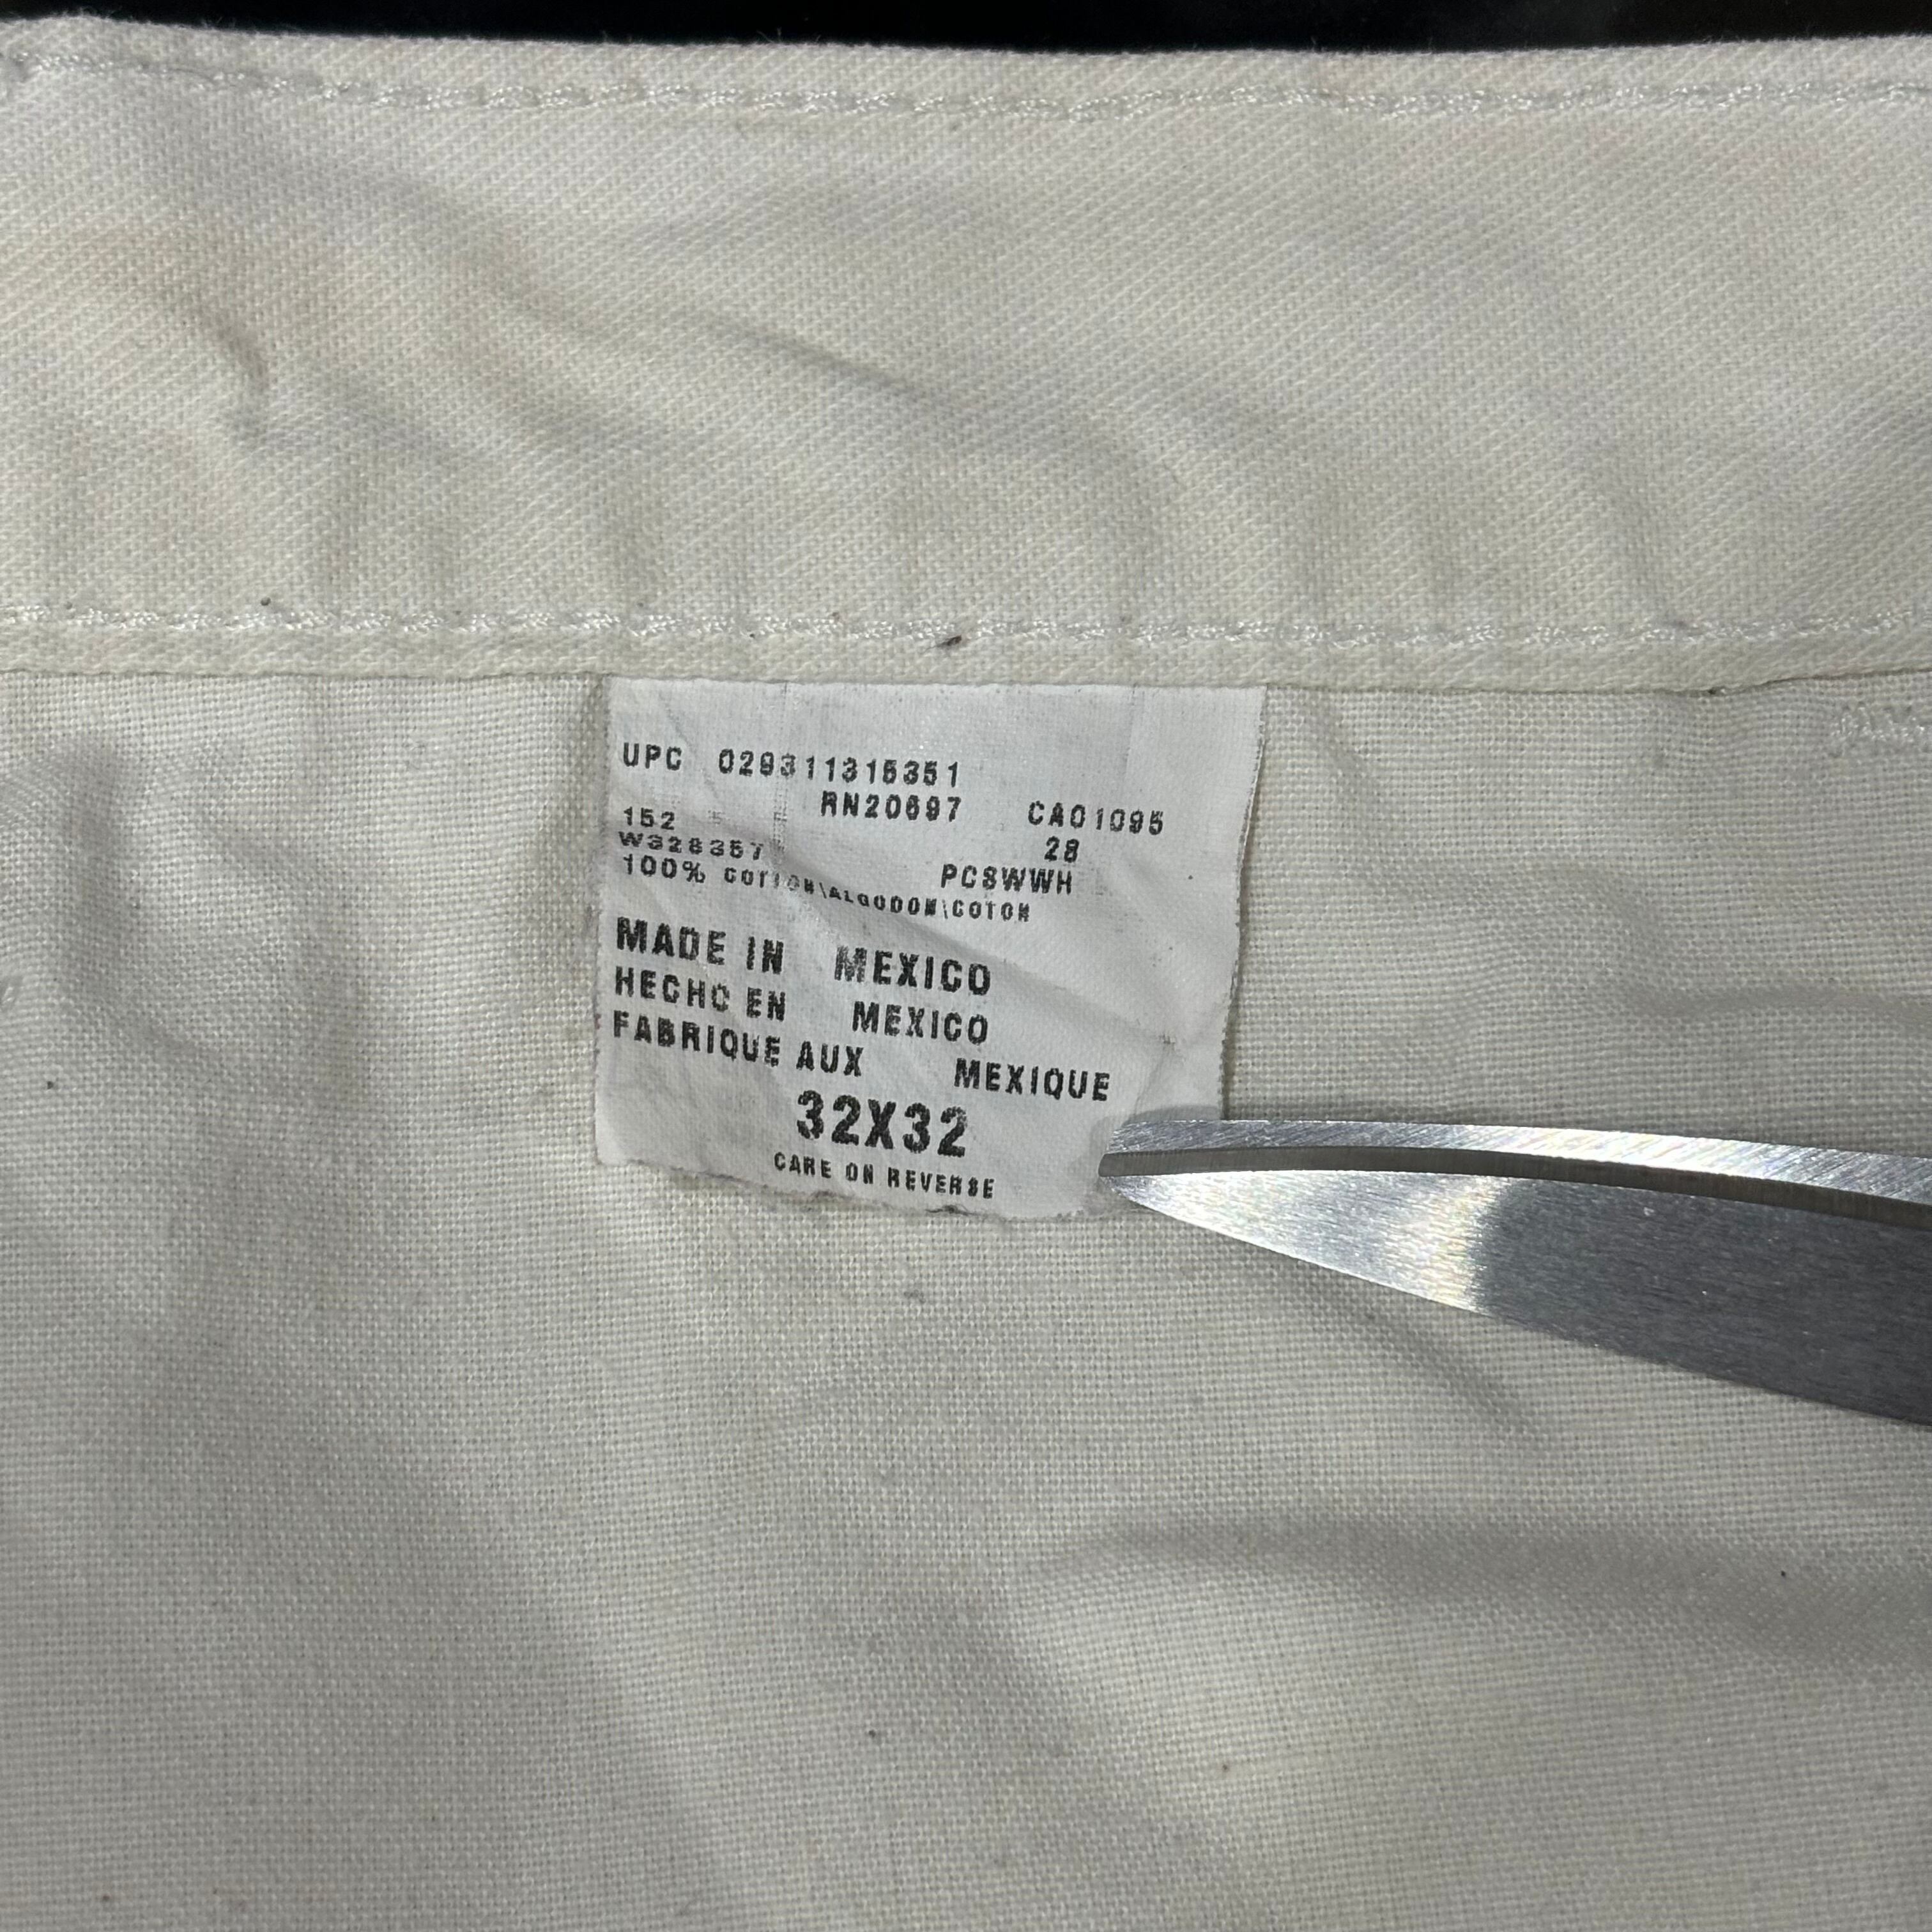 UPC 029311315351
RN20697 CA01095
152 28
W328357 PC8WWH
100% COTTON\ALGODON\COTON
MADE IN MEXICO
HECHO EN MEXICO
FABRIQUE AUX MEXIQUE
32X32
CARE ON REVERSE